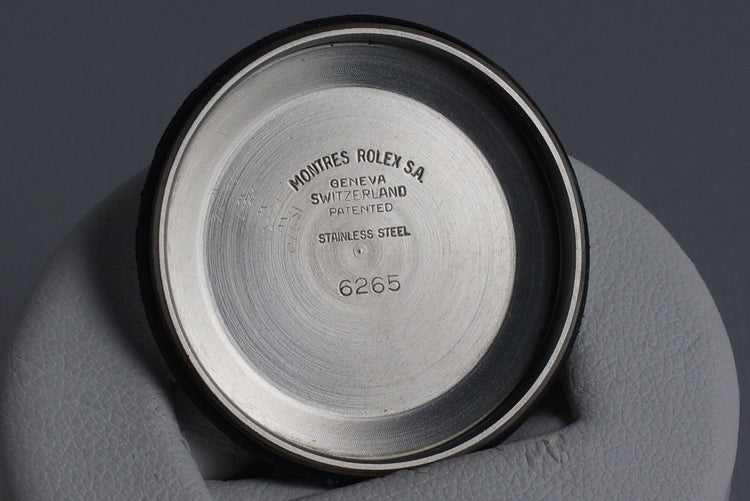 MONTRES ROLEX S.A.
GENEVA
SWITZERLAND
PATENTED
STAINLESS STEEL
6265